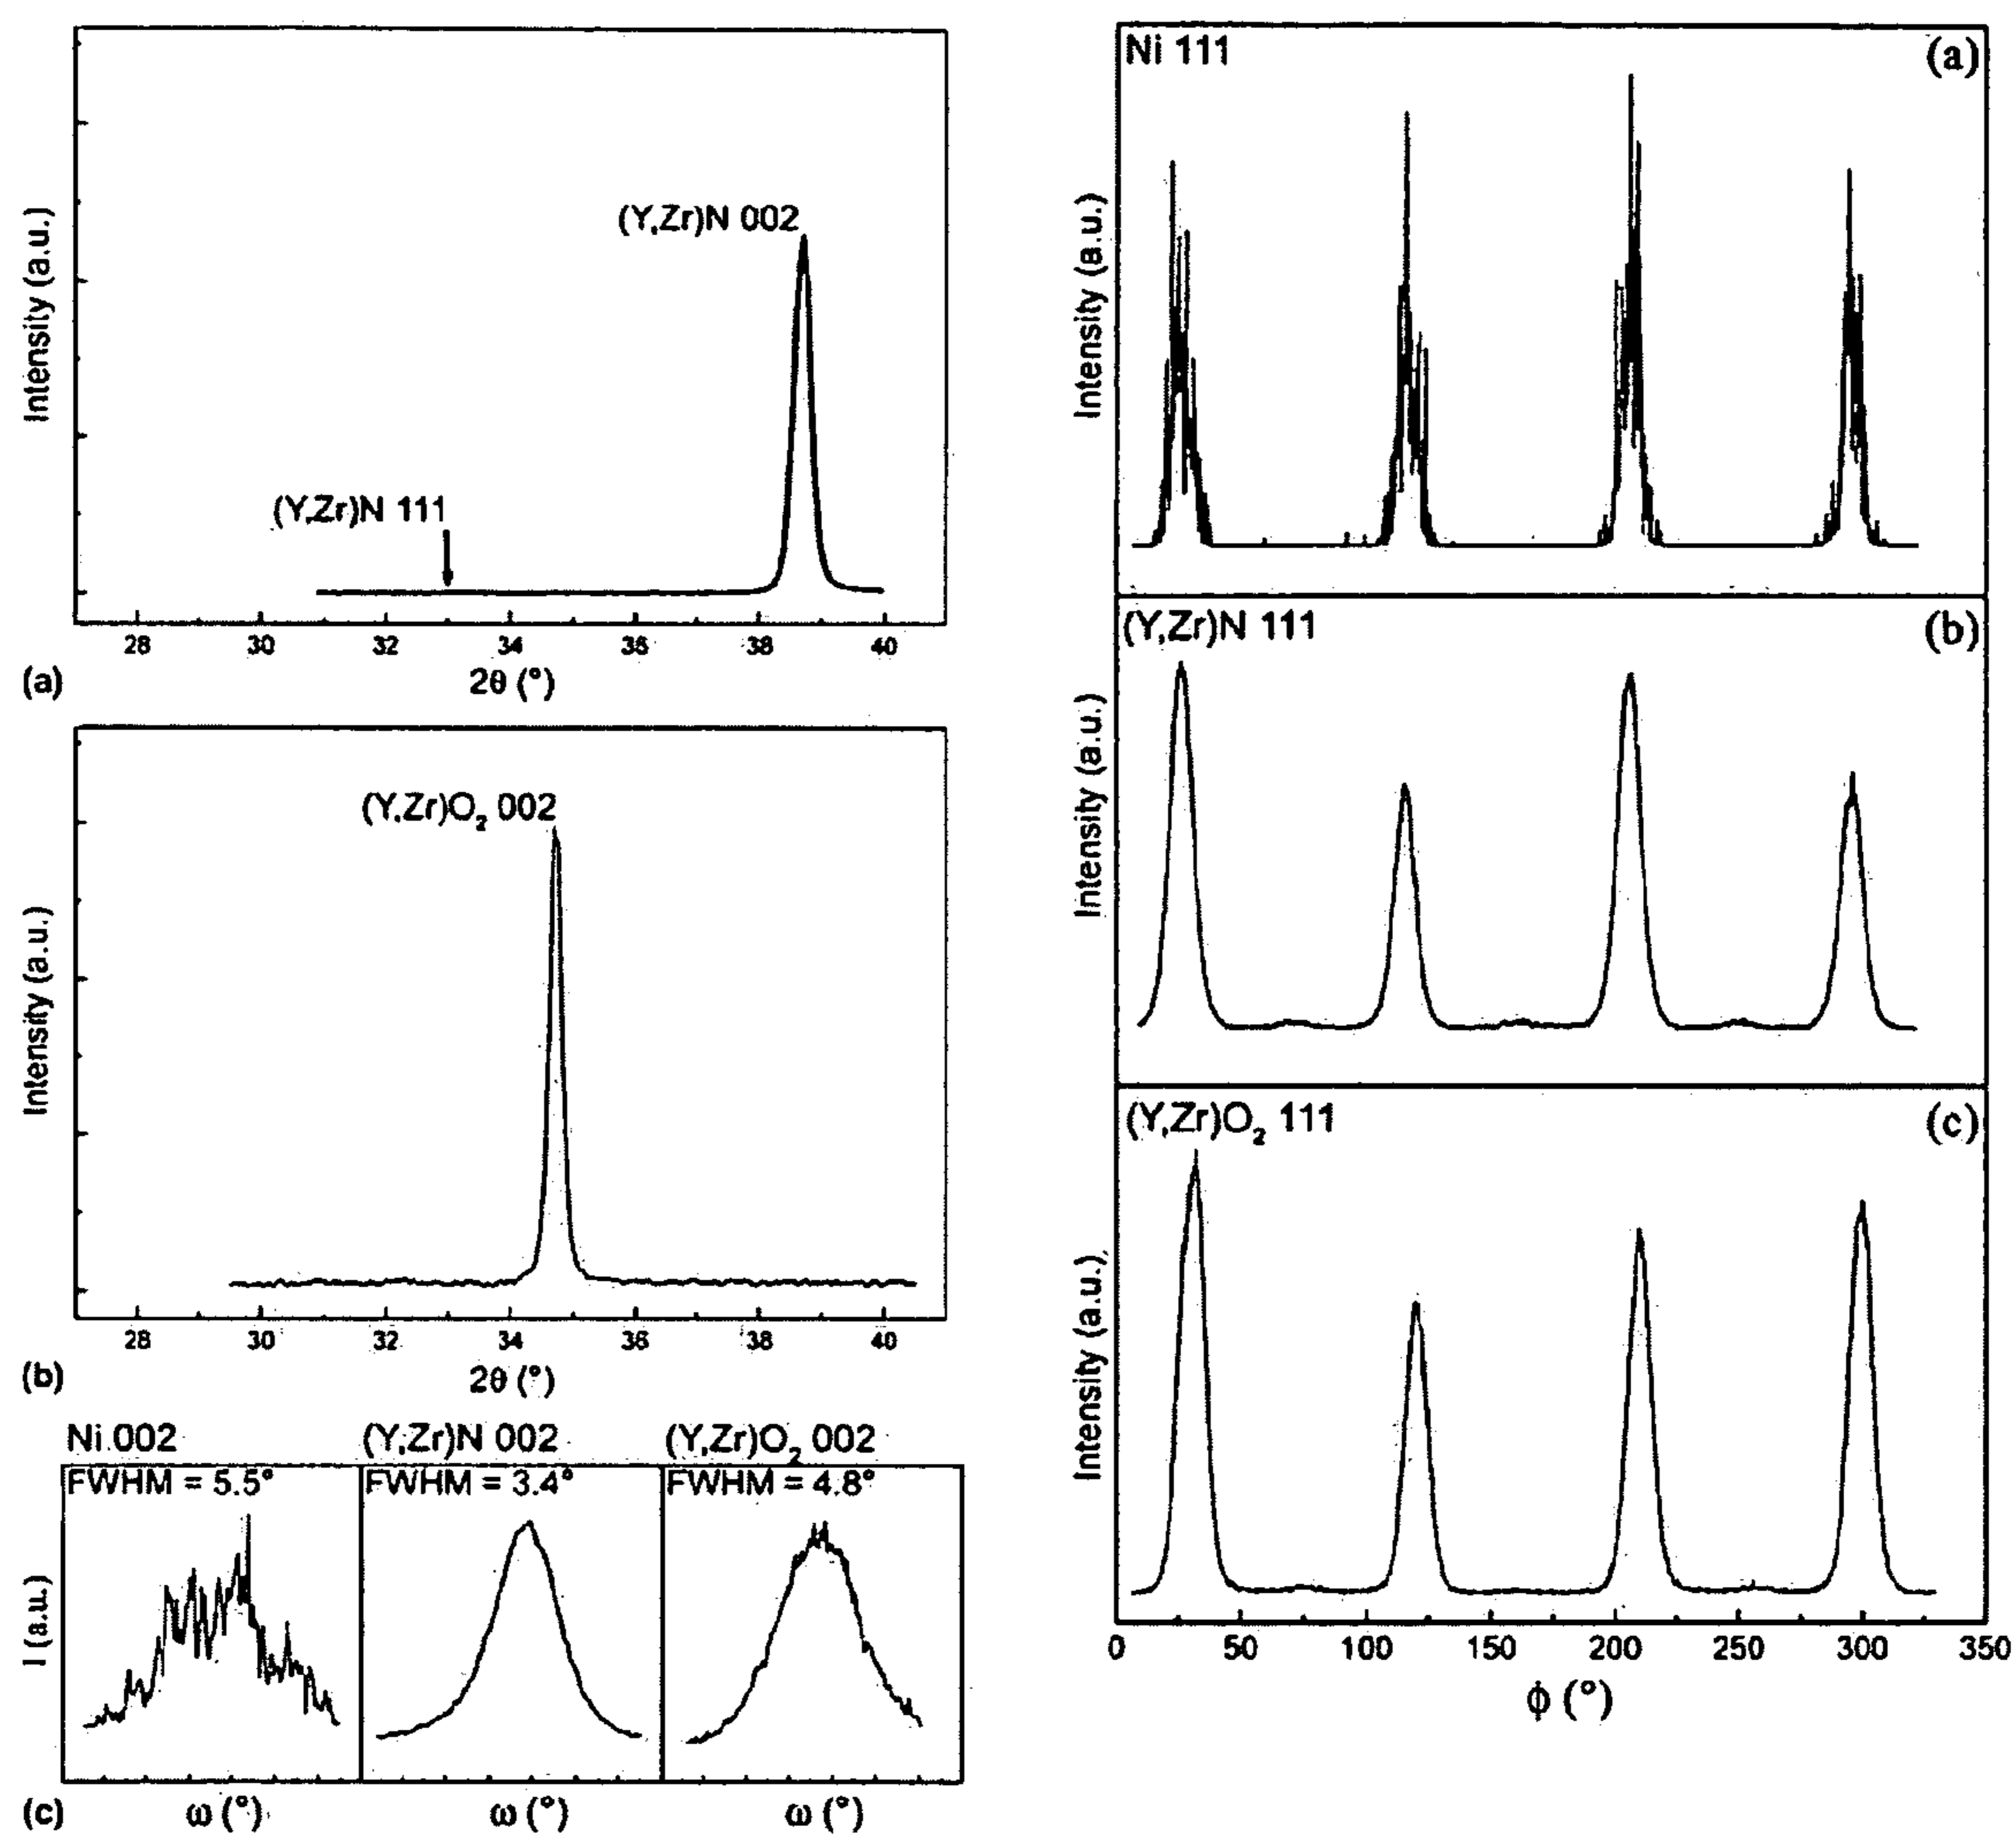 Intensity (a.u.)
(Y,Zr)N 002
(Y,Zr)N 111
28 30 32 34 36 38 40
(a) 2θ (°)
Intensity (a.u.)
(Y,Zr)O₂ 002
28 30 32 34 36 38 40
(b) 2θ (°)
Ni 002 (Y,Zr)N 002 (Y,Zr)O₂ 002
FWHM = 5.5° FWHM = 3.4° FWHM = 4.8°
I (a.u.)
(c) ω (°) ω (°) ω (°)
Ni 111 (a)
Intensity (a.u.)
(Y,Zr)N 111 (b)
Intensity (a.u.)
(Y,Zr)O₂ 111 (c)
Intensity (a.u.)
0 50 100 150 200 250 300 350
ϕ (°)